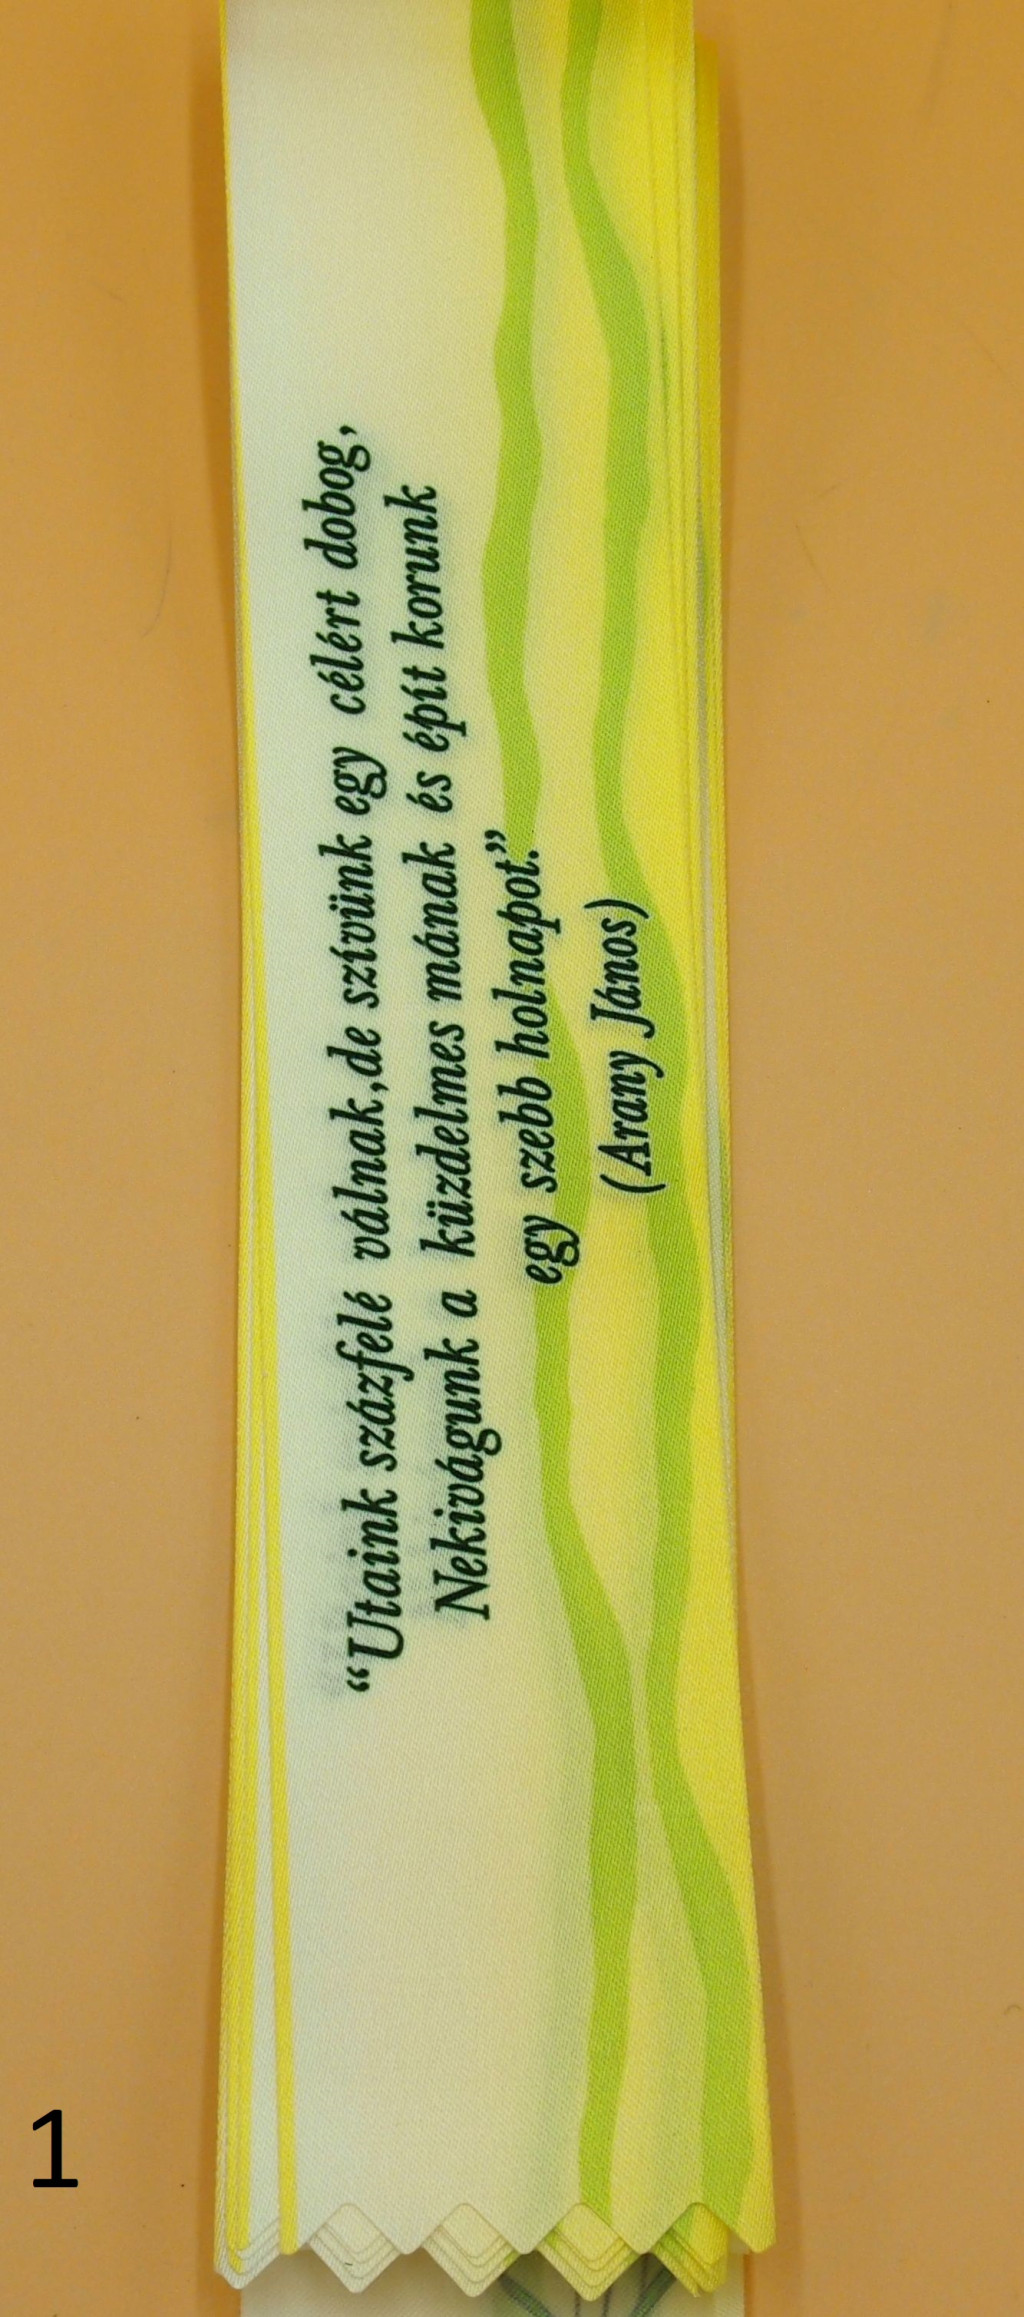 “Utaink százfelé válnak,de szívünk egy célért dobog,
Nekivágunk a küzdelmes mának és épít korunk
egy szebb holnapot.”
(Arany János)
1